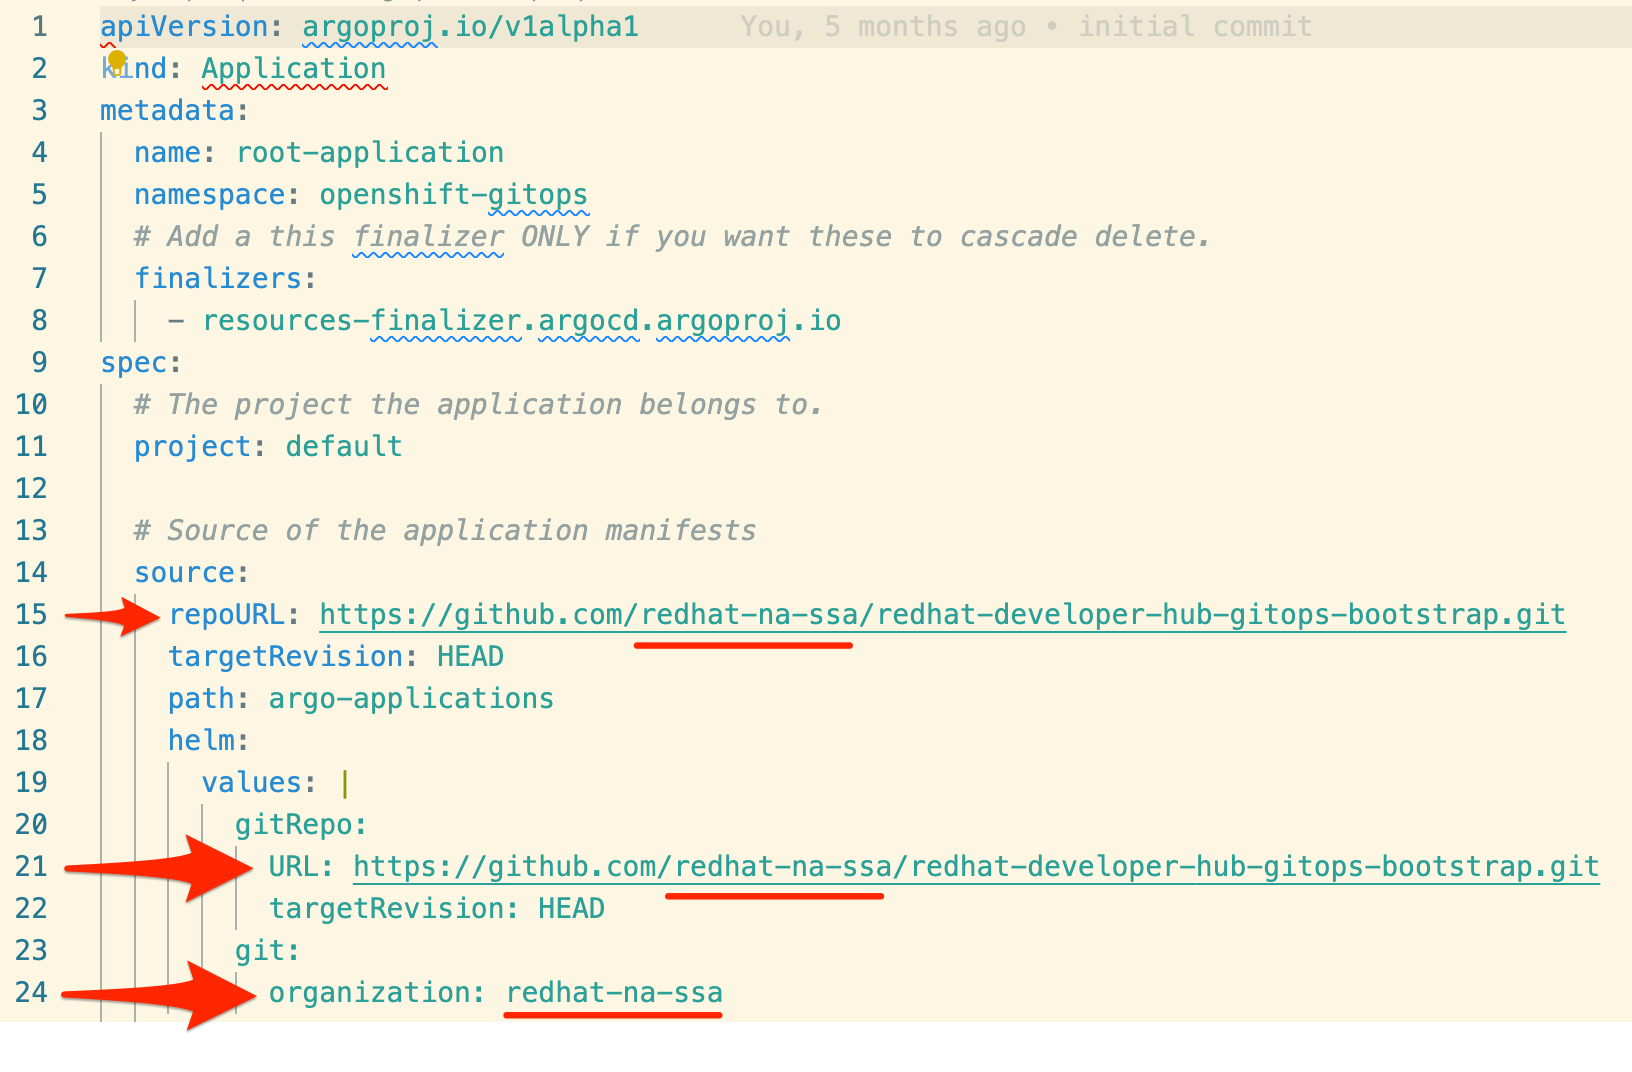 1 apiVersion: argoproj.io/v1alpha1 You, 5 months ago • initial commit
2 kind: Application
3 metadata:
4 name: root-application
5 namespace: openshift-gitops
6 # Add a this finalizer ONLY if you want these to cascade delete.
7 finalizers:
8 - resources-finalizer.argocd.argoproj.io
9 spec:
10 # The project the application belongs to.
11 project: default
12
13 # Source of the application manifests
14 source:
15 repoURL: https://github.com/redhat-na-ssa/redhat-developer-hub-gitops-bootstrap.git
16 targetRevision: HEAD
17 path: argo-applications
18 helm:
19 values: |
20 gitRepo:
21 URL: https://github.com/redhat-na-ssa/redhat-developer-hub-gitops-bootstrap.git
22 targetRevision: HEAD
23 git:
24 organization: redhat-na-ssa